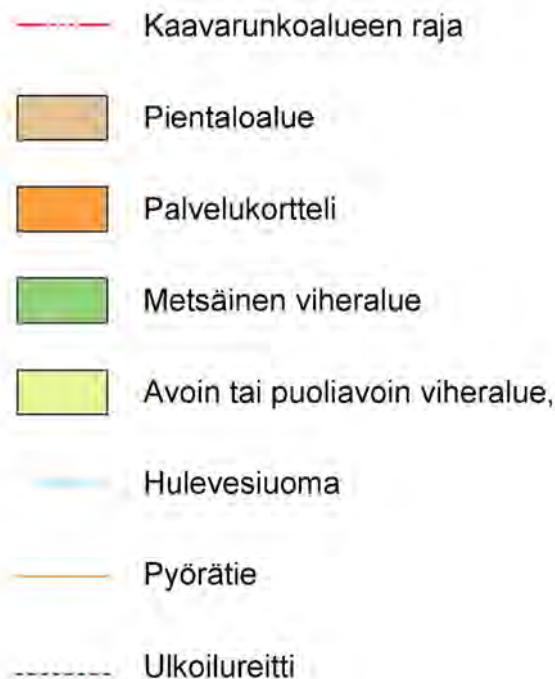 Kaavarunkoalueen raja
Pientaloalue
Palvelukortteli
Metsäinen viheralue
Avoin tai puoliavoin viheralue,
Hulevesiuoma
Pyörätie
Ulkoilureitti